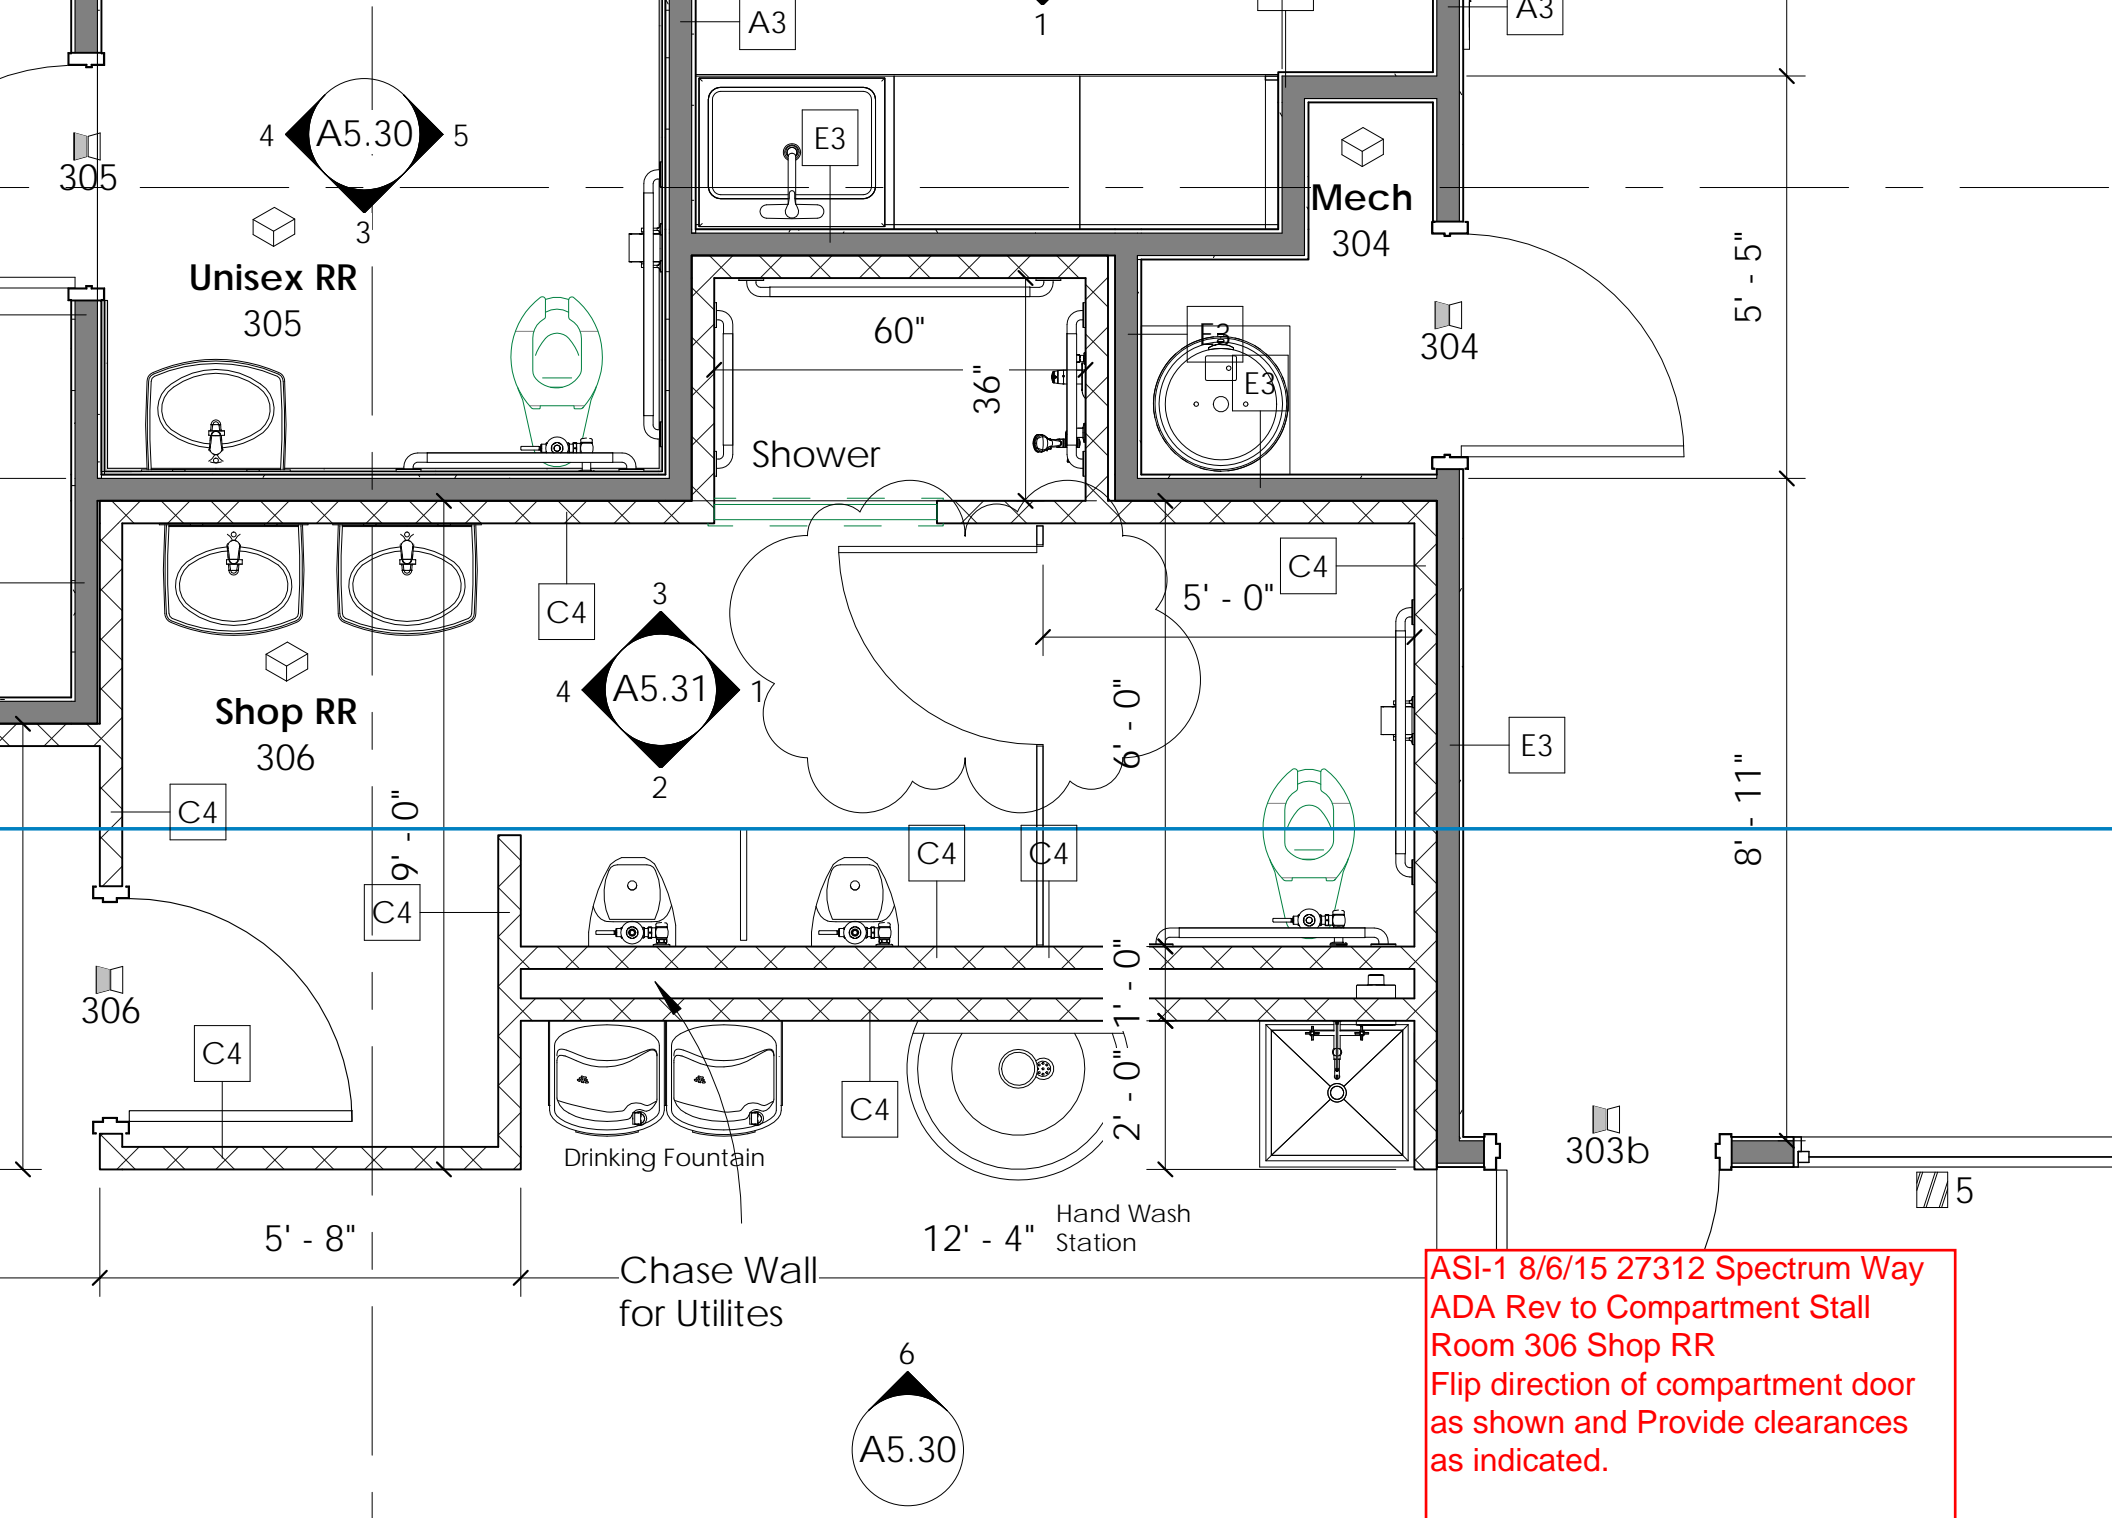 A3
1
A3
E3
4
A5.30
5
3
305
Unisex RR
305
Mech
304
5' - 5"
304
E3
E3
60"
36"
Shower
C4
3
4
A5.31
1
2
C4
5' - 0"
6' - 0"
Shop RR
306
C4
9' - 0"
C4
C4
C4
E3
8' - 11"
306
C4
1' - 0"
2' - 0"
C4
Drinking Fountain
303b
5
5' - 8"
12' - 4"
Hand Wash
Station
Chase Wall
for Utilites
6
A5.30
ASI-1 8/6/15 27312 Spectrum Way
ADA Rev to Compartment Stall
Room 306 Shop RR
Flip direction of compartment door
as shown and Provide clearances
as indicated.